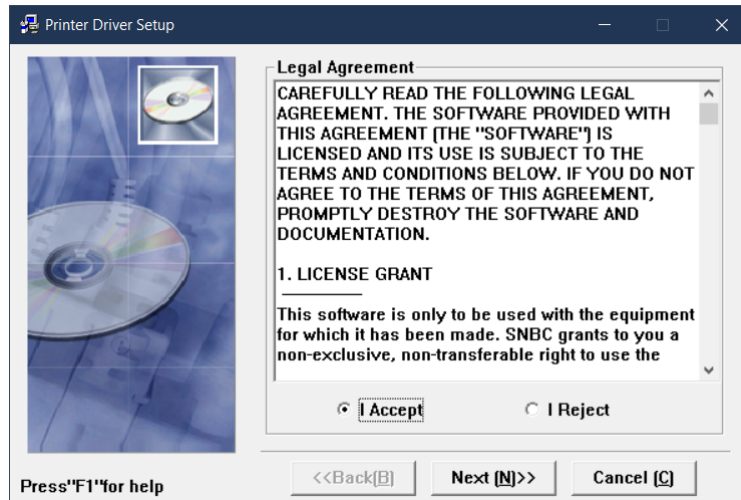 Printer Driver Setup
Legal Agreement
CAREFULLY READ THE FOLLOWING LEGAL
AGREEMENT. THE SOFTWARE PROVIDED WITH
THIS AGREEMENT (THE "SOFTWARE") IS
LICENSED AND ITS USE IS SUBJECT TO THE
TERMS AND CONDITIONS BELOW. IF YOU DO NOT
AGREE TO THE TERMS OF THIS AGREEMENT,
PROMPTLY DESTROY THE SOFTWARE AND
DOCUMENTATION.
1. LICENSE GRANT
This software is only to be used with the equipment
for which it has been made. SNBC grants to you a
non-exclusive, non-transferable right to use the
I Accept
I Reject
Press"F1"for help
<<Back(B)
Next (N)>>
Cancel (C)